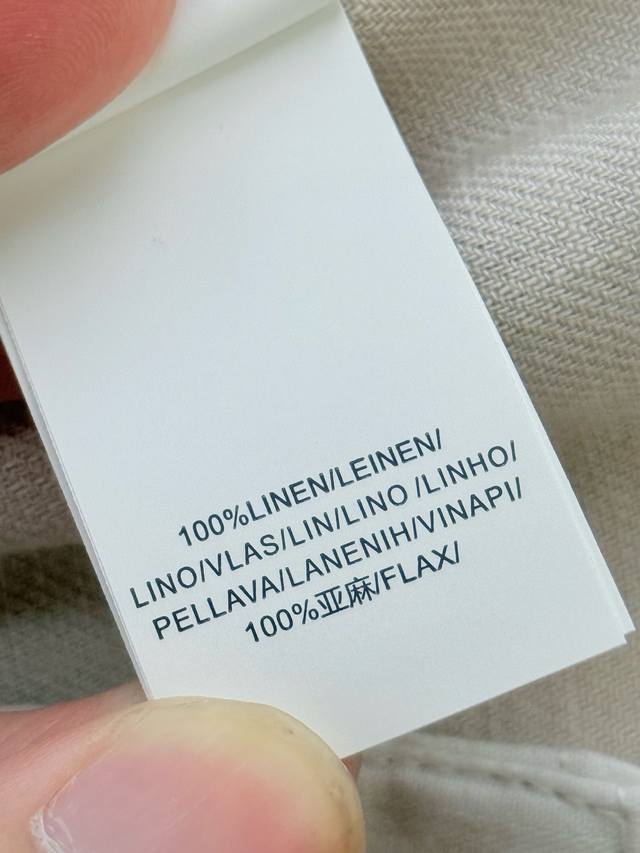 100%LINEN/LEINEN/
LINO/VLAS/LIN/LINO /LINHO/
PELLAVA/LANENIH/VINAPI/
100%亚麻/FLAX/